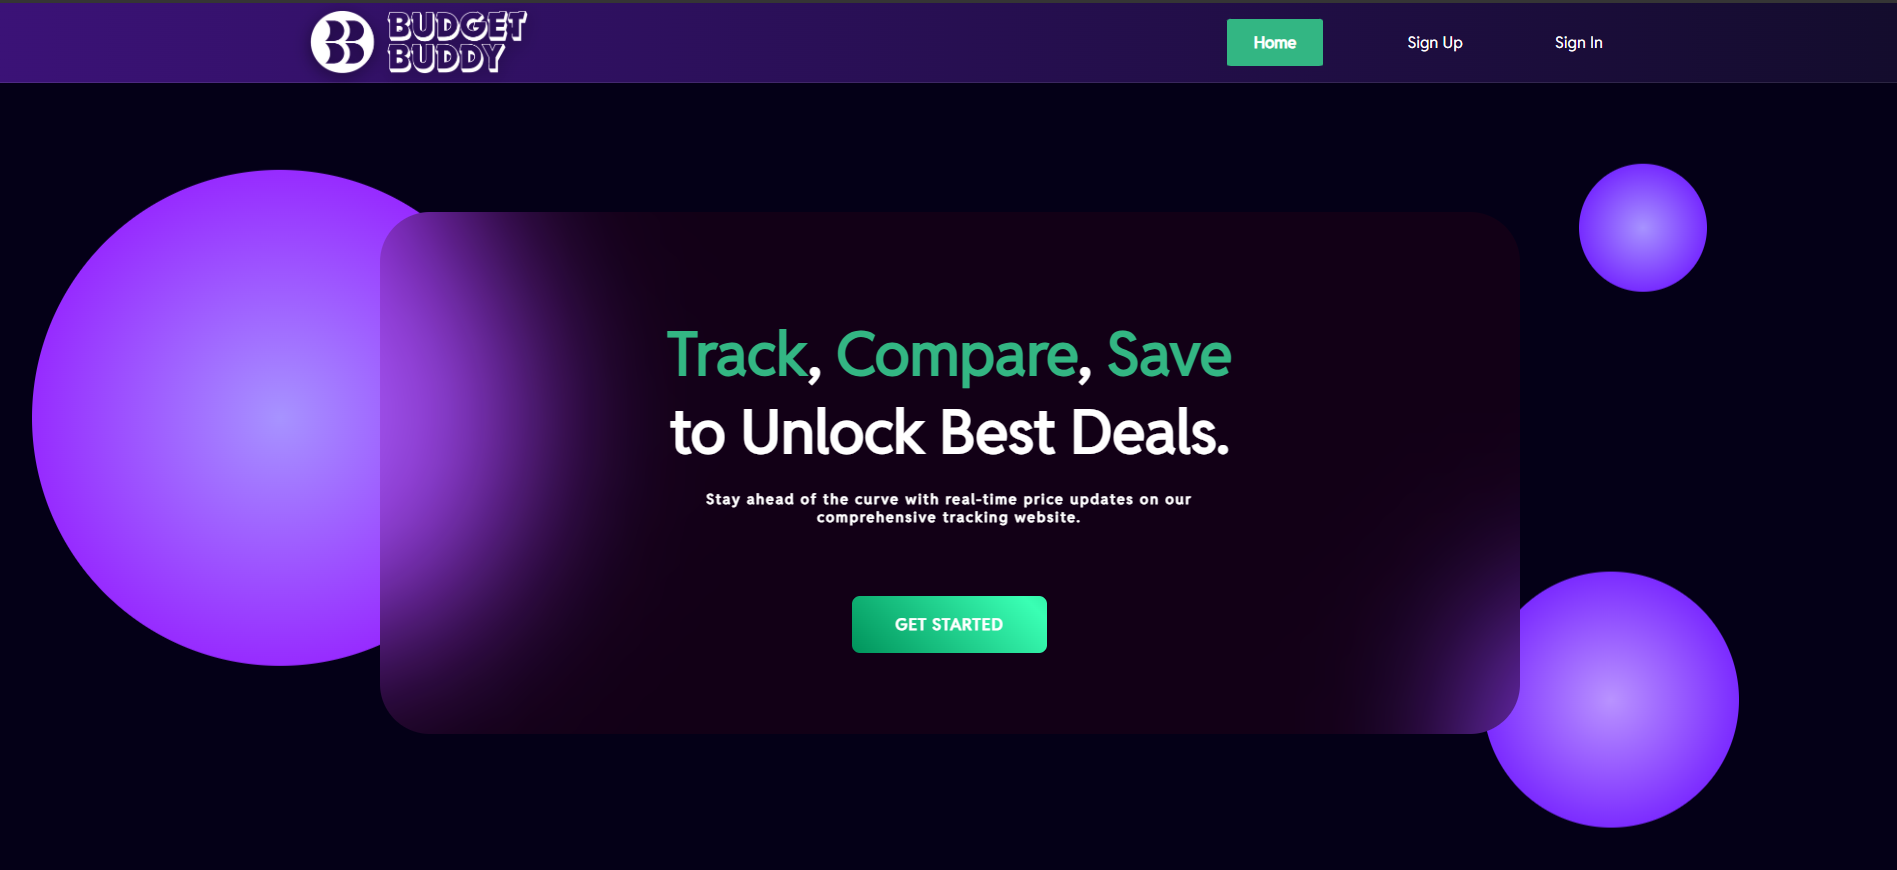 BUDGET
BUDDY
Home
Sign Up
Sign In
Track, Compare, Save
to Unlock Best Deals.
Stay ahead of the curve with real-time price updates on our
comprehensive tracking website.
GET STARTED